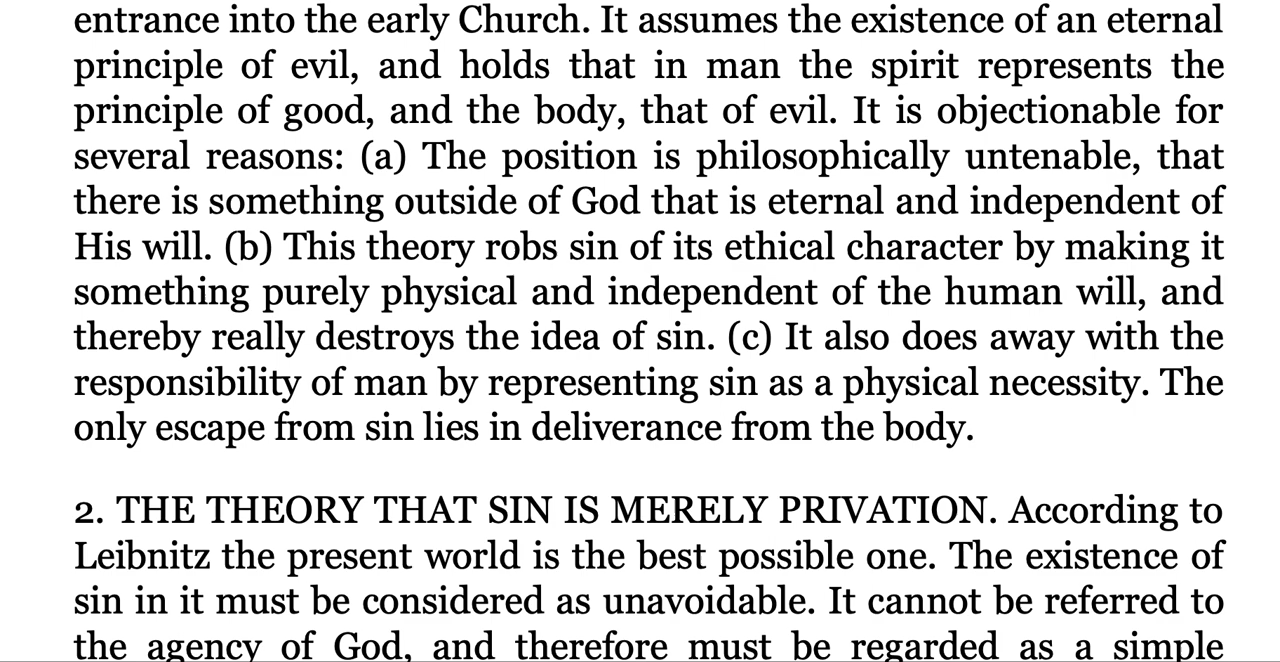 entrance into the early Church. It assumes the existence of an eternal
principle of evil, and holds that in man the spirit represents the
principle of good, and the body, that of evil. It is objectionable for
several reasons: (a) The position is philosophically untenable, that
there is something outside of God that is eternal and independent of
His will. (b) This theory robs sin of its ethical character by making it
something purely physical and independent of the human will, and
thereby really destroys the idea of sin. (c) It also does away with the
responsibility of man by representing sin as a physical necessity. The
only escape from sin lies in deliverance from the body.
2. THE THEORY THAT SIN IS MERELY PRIVATION. According to
Leibnitz the present world is the best possible one. The existence of
sin in it must be considered as unavoidable. It cannot be referred to
the agency of God, and therefore must be regarded as a simple